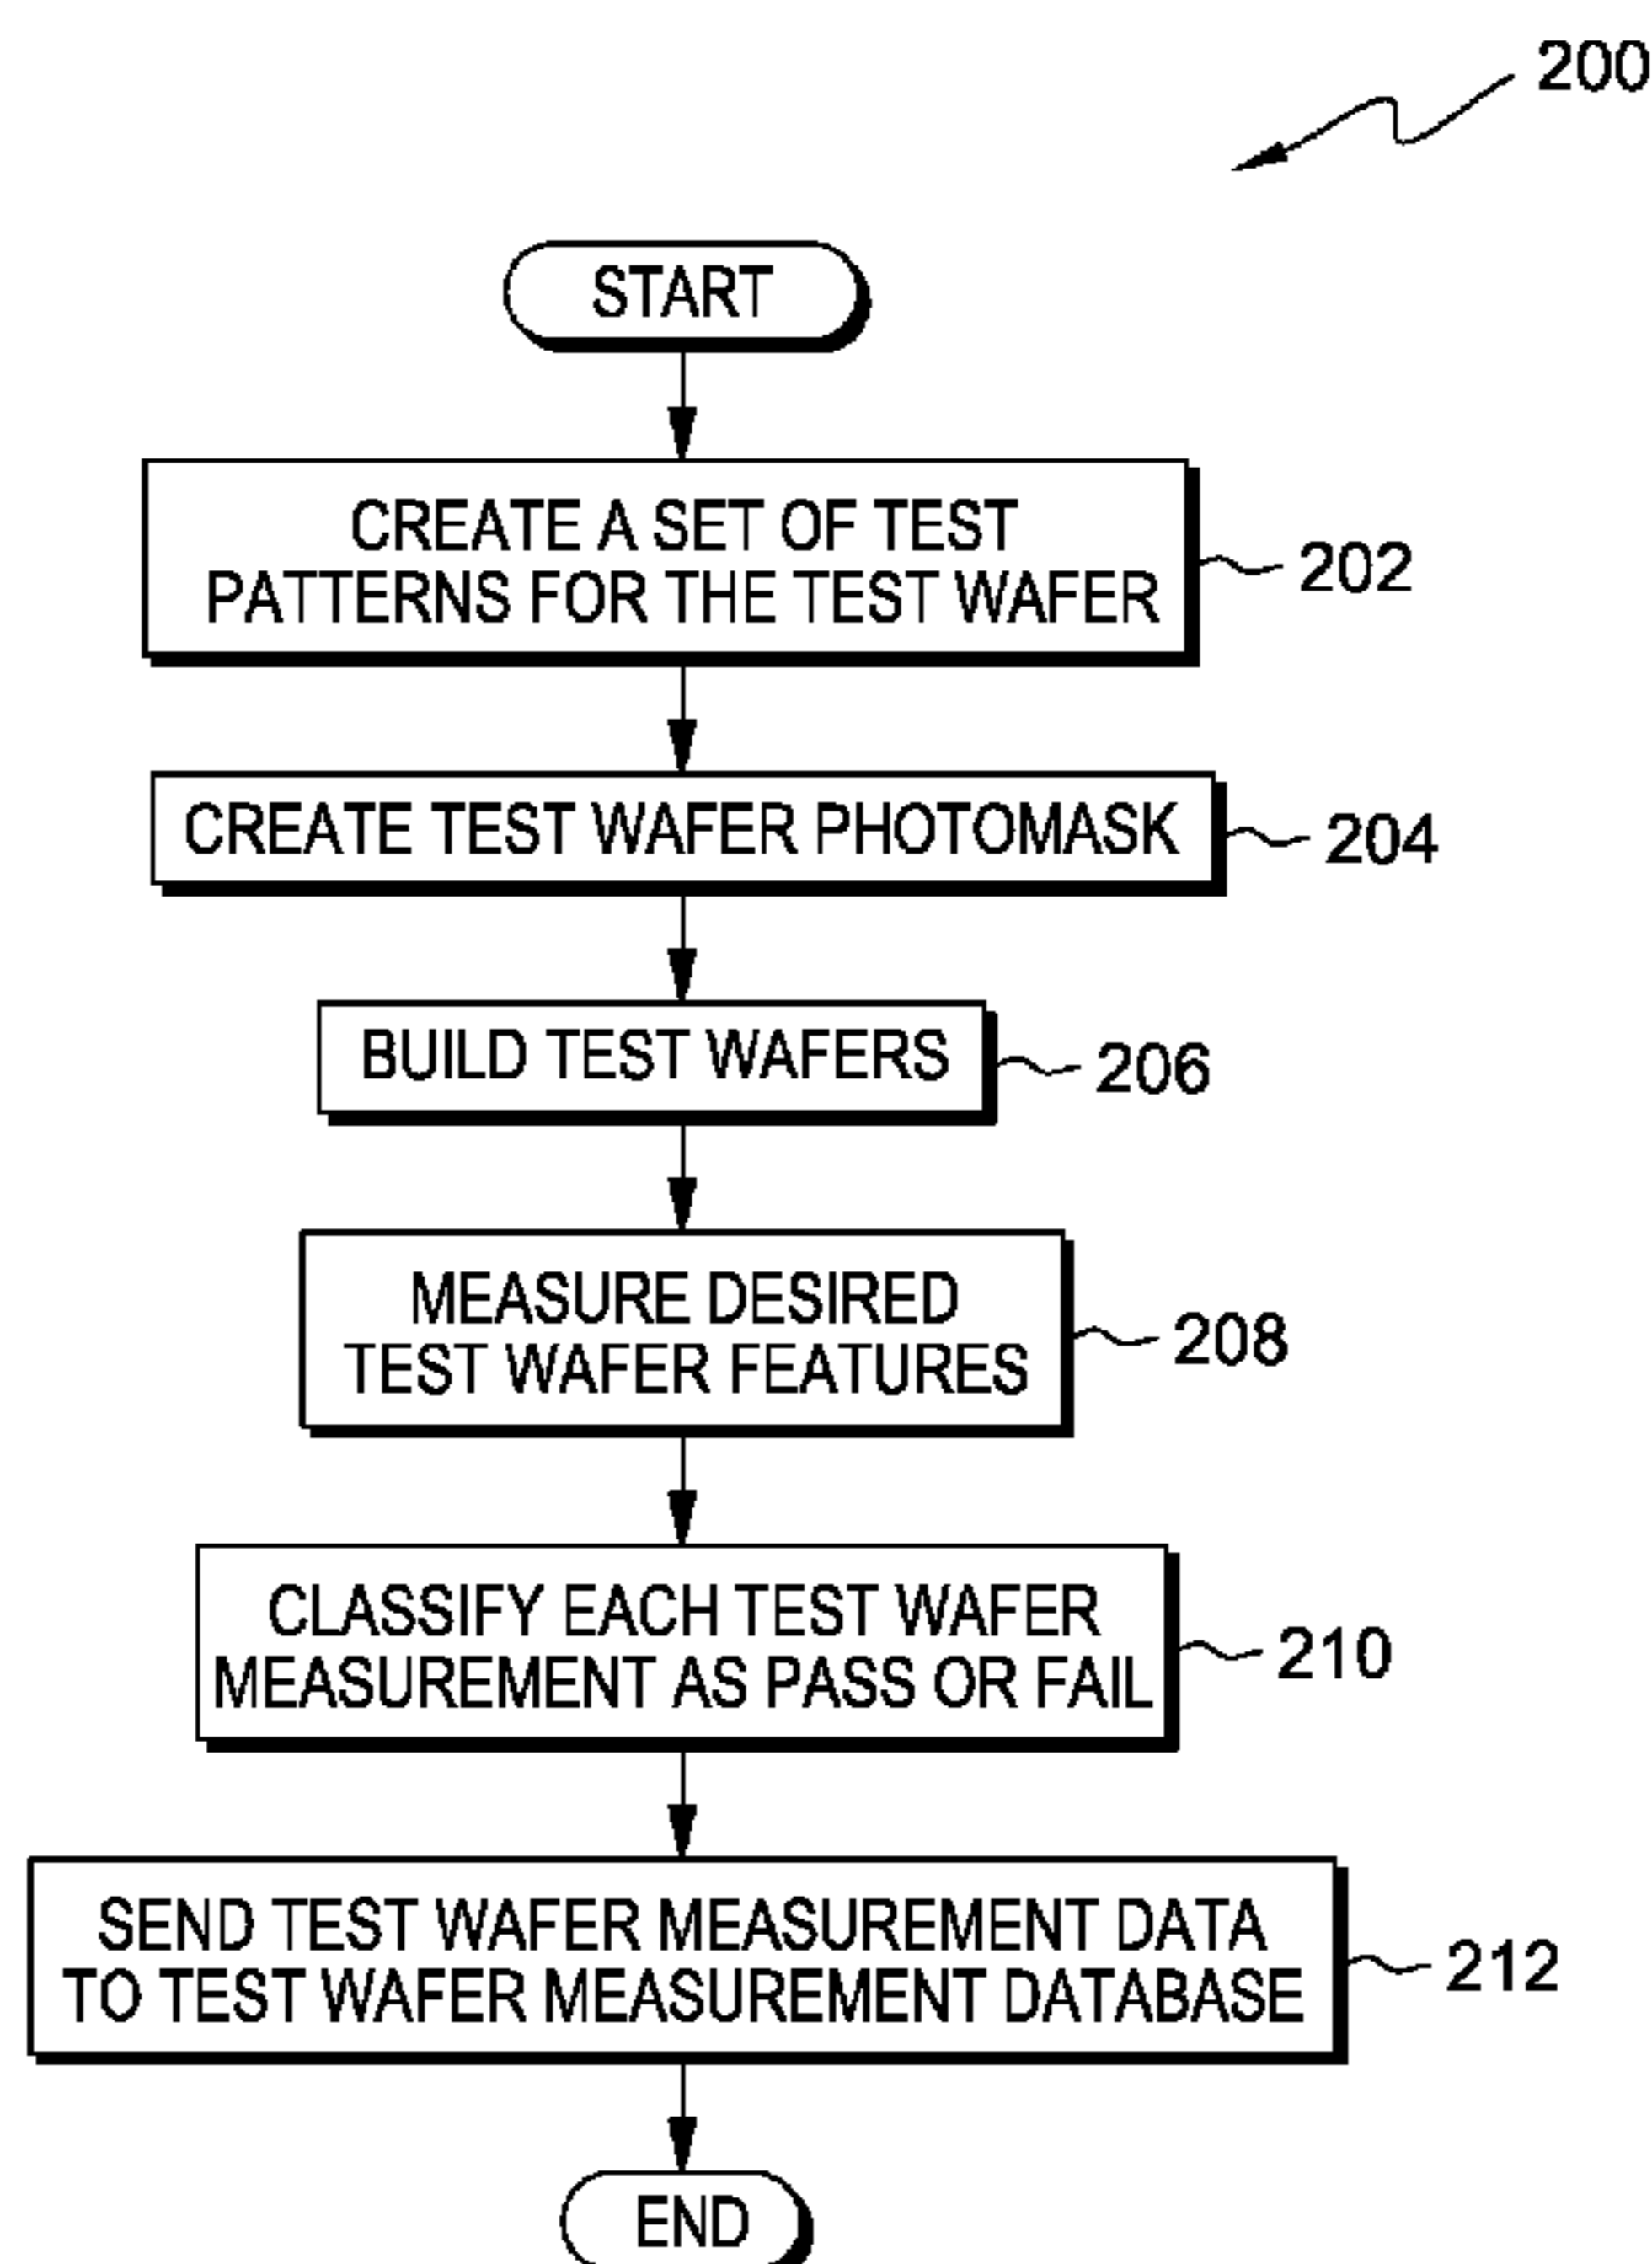 200
START
CREATE A SET OF TEST
PATTERNS FOR THE TEST WAFER
202
CREATE TEST WAFER PHOTOMASK
204
BUILD TEST WAFERS
206
MEASURE DESIRED
TEST WAFER FEATURES
208
CLASSIFY EACH TEST WAFER
MEASUREMENT AS PASS OR FAIL
210
SEND TEST WAFER MEASUREMENT DATA
TO TEST WAFER MEASUREMENT DATABASE
212
END